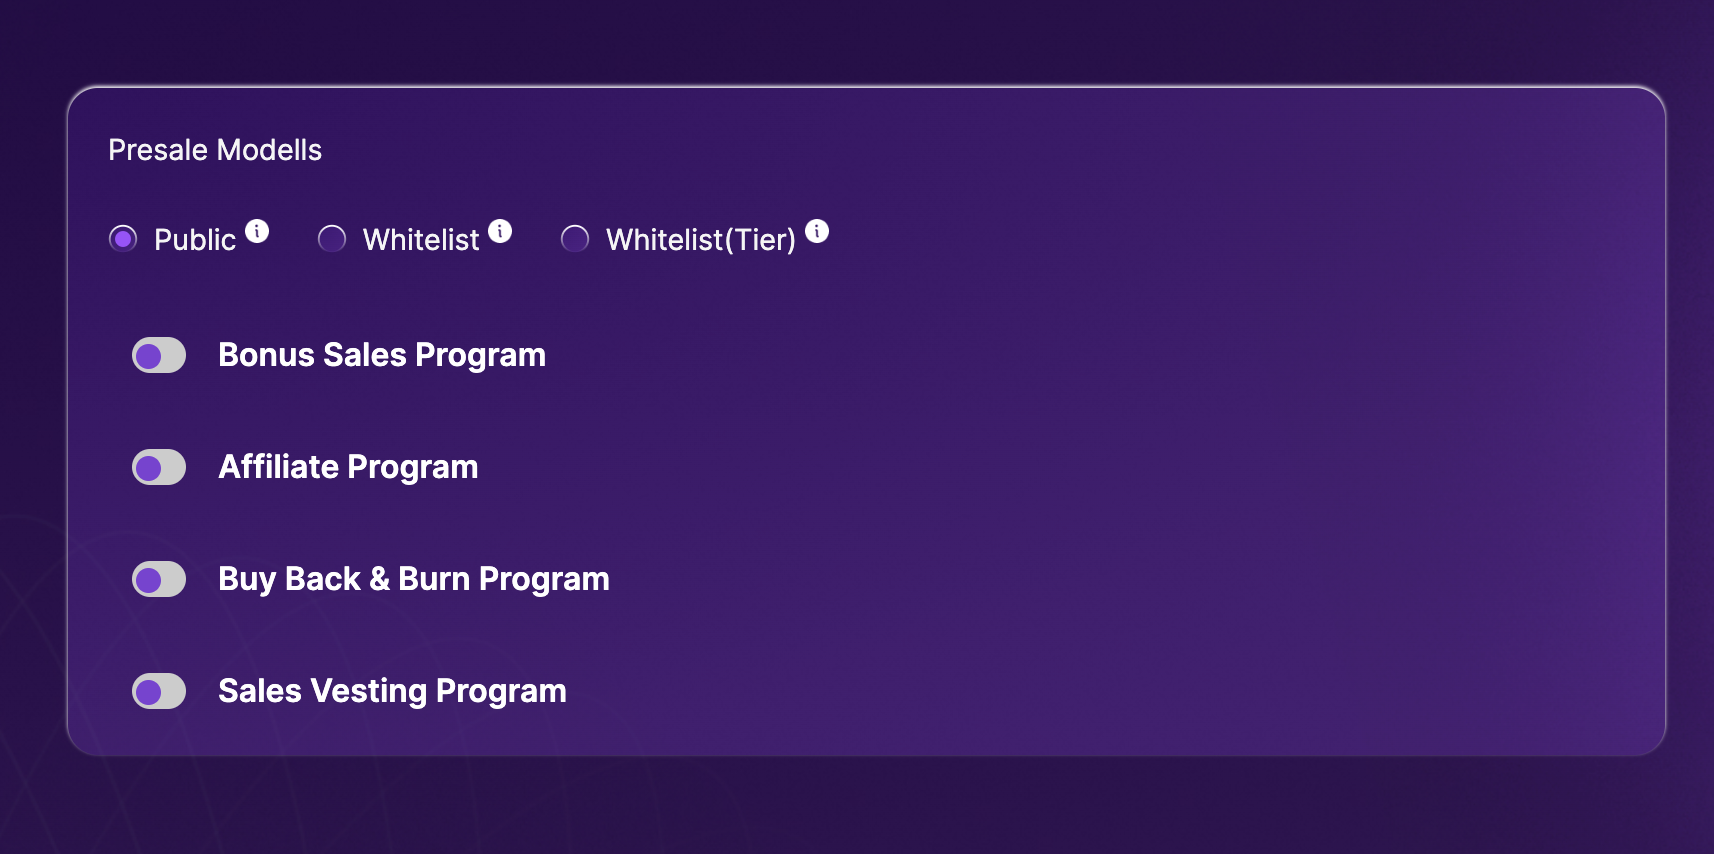 Presale Modells
Public Whitelist Whitelist(Tier)
Bonus Sales Program
Affiliate Program
Buy Back & Burn Program
Sales Vesting Program